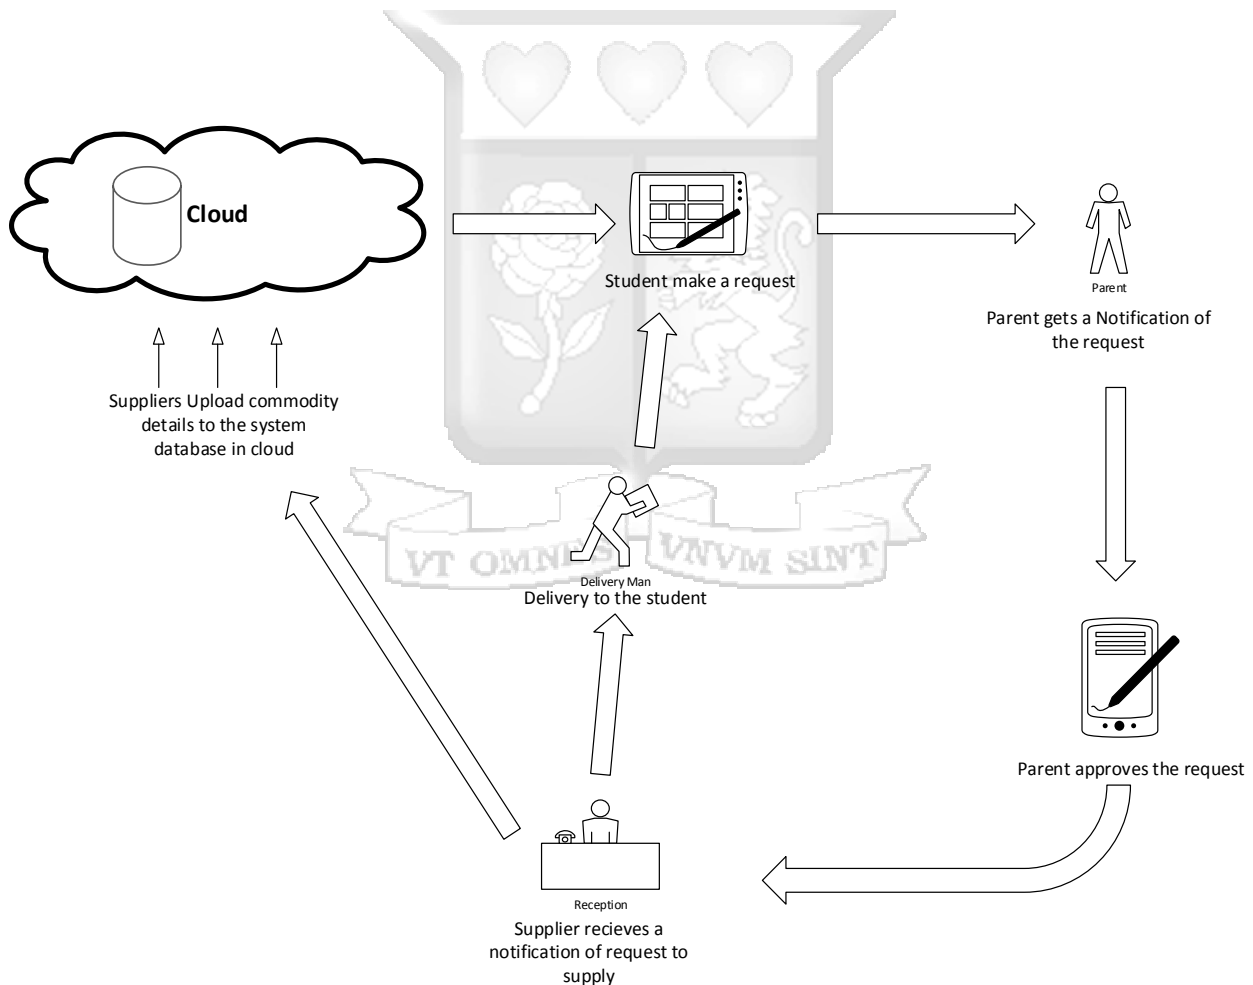 Cloud
Student make a request
Parent
Parent gets a Notification of
the request
Suppliers Upload commodity
details to the system
database in cloud
VT OMNES VNVM SINT
Delivery Man
Delivery to the student
Parent approves the request
Reception
Supplier recieves a
notification of request to
supply